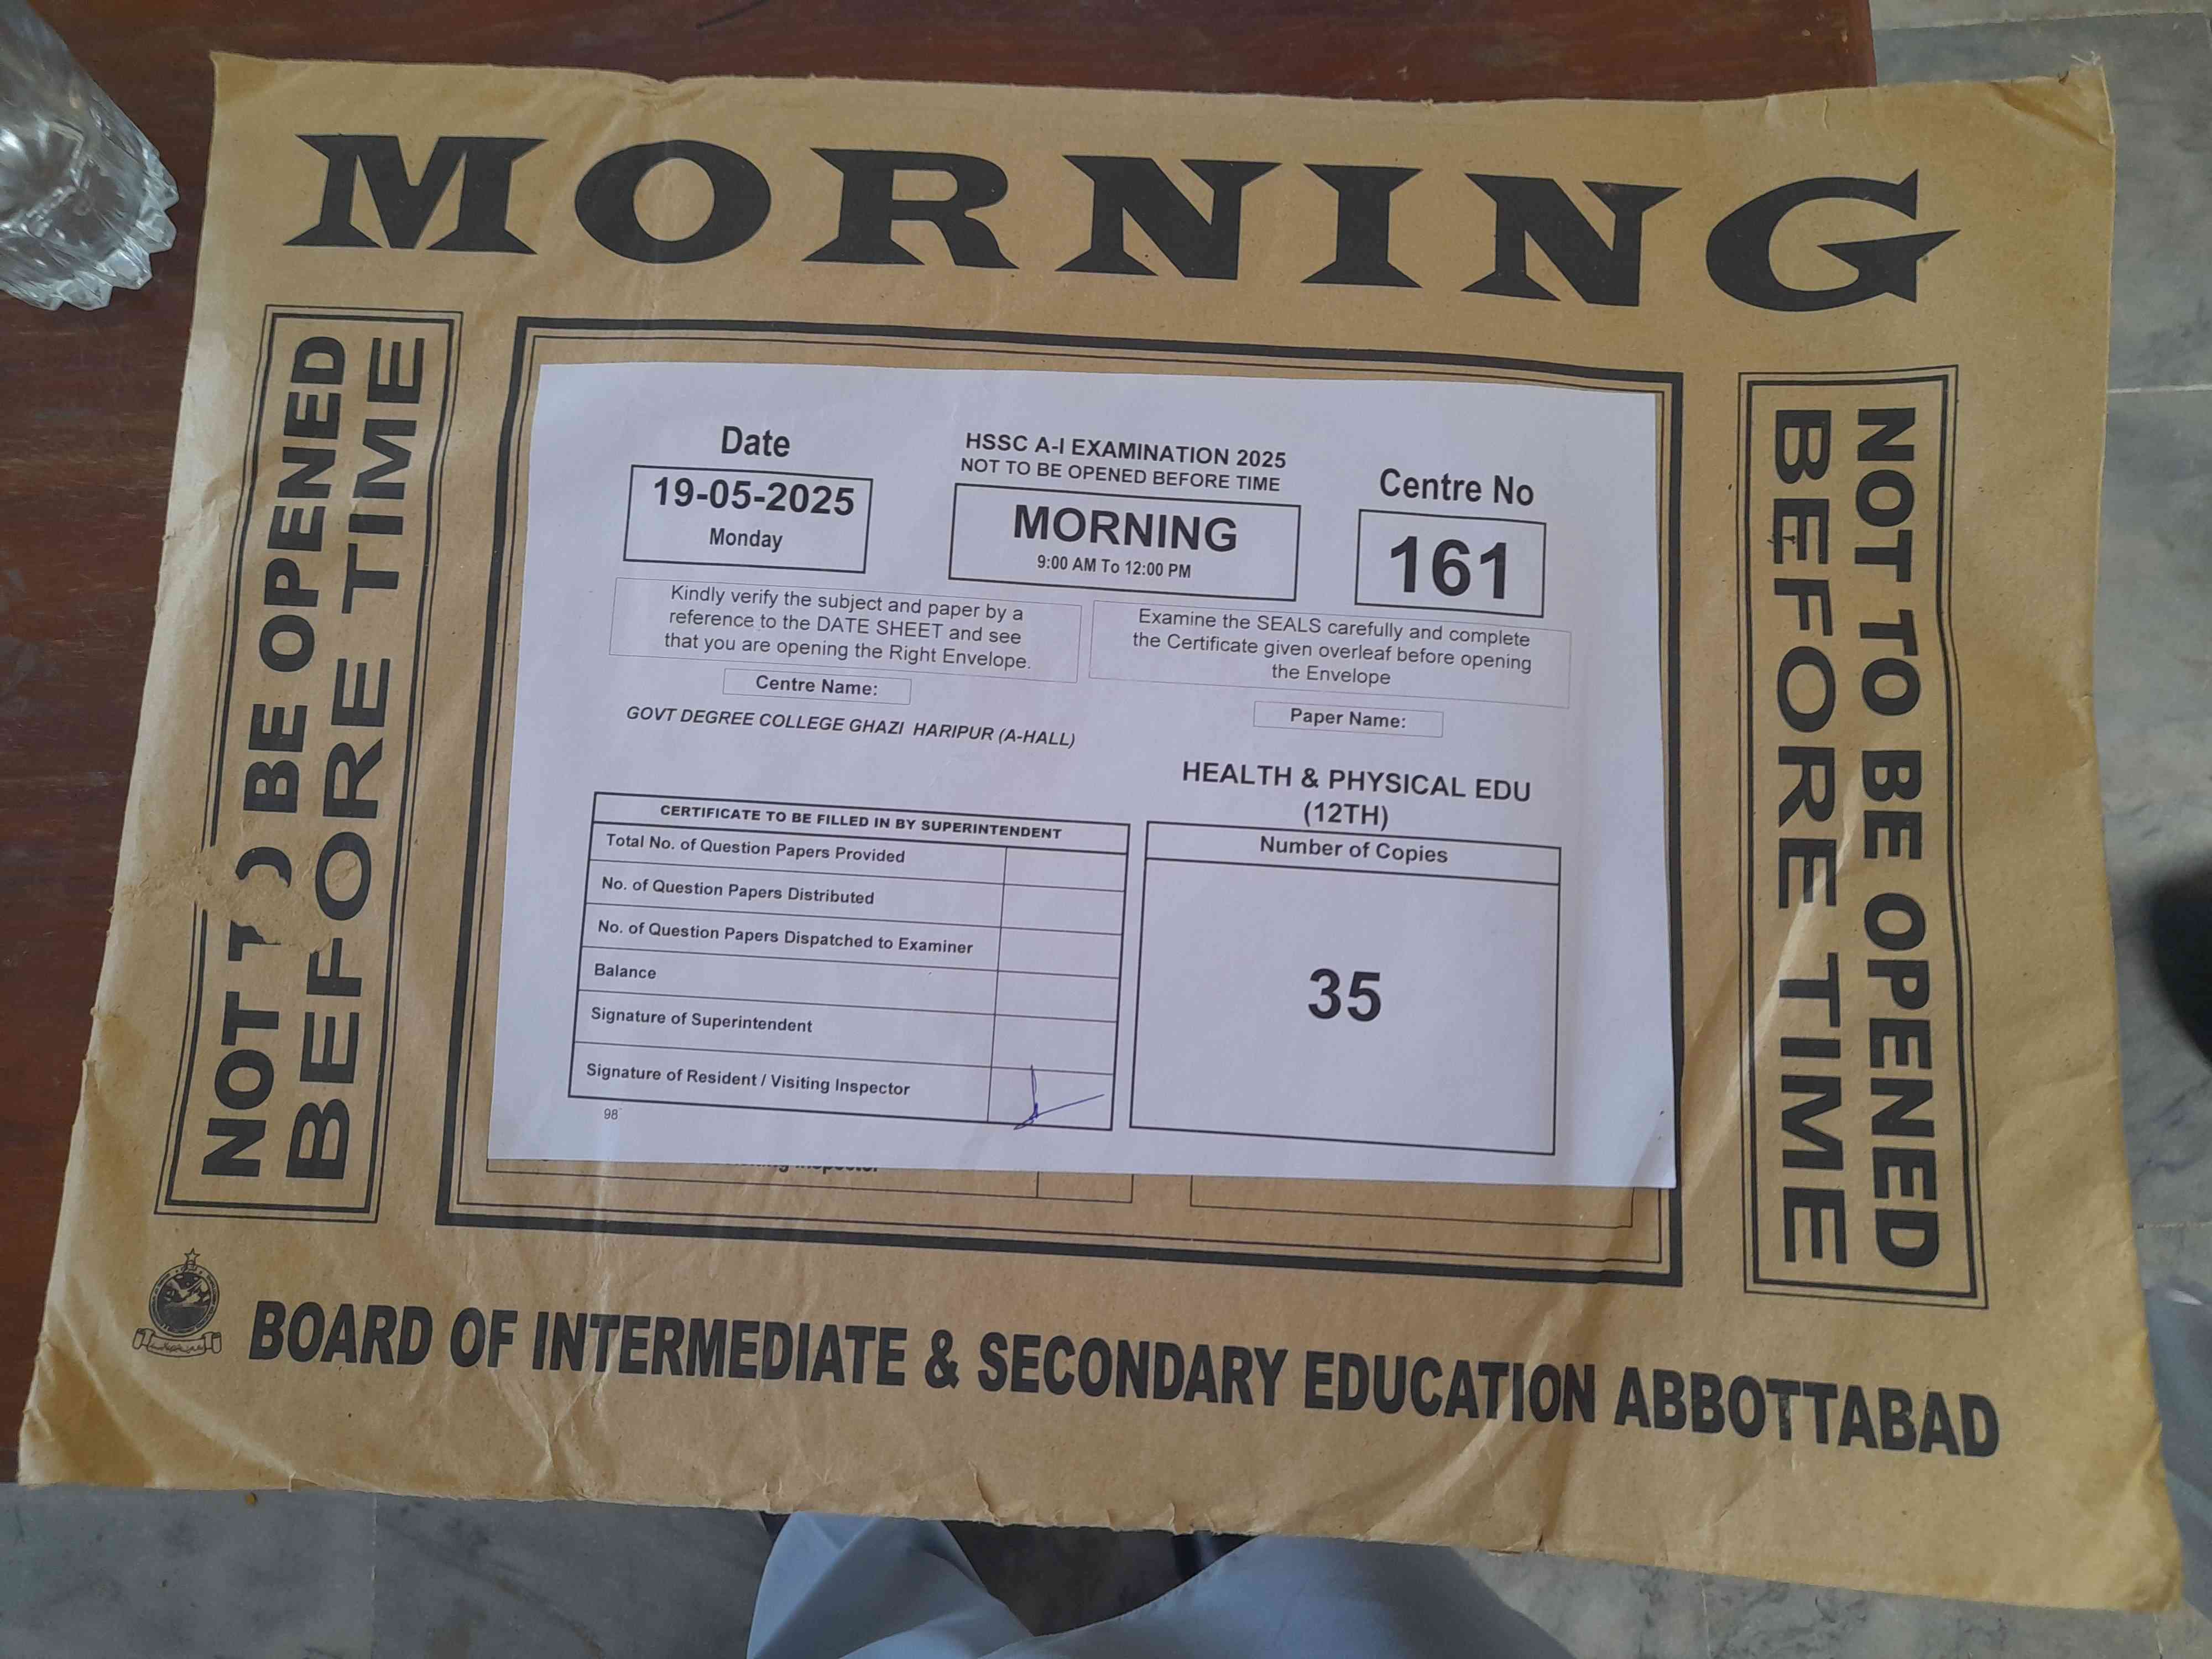 MORNING
NOT T O BE OPENED
BEFORE TIME
Date
19-05-2025
Monday
HSSC A-I EXAMINATION 2025
NOT TO BE OPENED BEFORE TIME
MORNING
9:00 AM To 12:00 PM
Centre No
161
Kindly verify the subject and paper by a
reference to the DATE SHEET and see
that you are opening the Right Envelope.
Examine the SEALS carefully and complete
the Certificate given overleaf before opening
the Envelope
Centre Name:
GOVT DEGREE COLLEGE GHAZI HARIPUR (A-HALL)
Paper Name:
HEALTH & PHYSICAL EDU
(12TH)
CERTIFICATE TO BE FILLED IN BY SUPERINTENDENT
Total No. of Question Papers Provided
No. of Question Papers Distributed
No. of Question Papers Dispatched to Examiner
Balance
Signature of Superintendent
Signature of Resident / Visiting Inspector
98
Number of Copies
35
NOT TO BE OPENED
BEFORE TIME
BOARD OF INTERMEDIATE & SECONDARY EDUCATION ABBOTTABAD